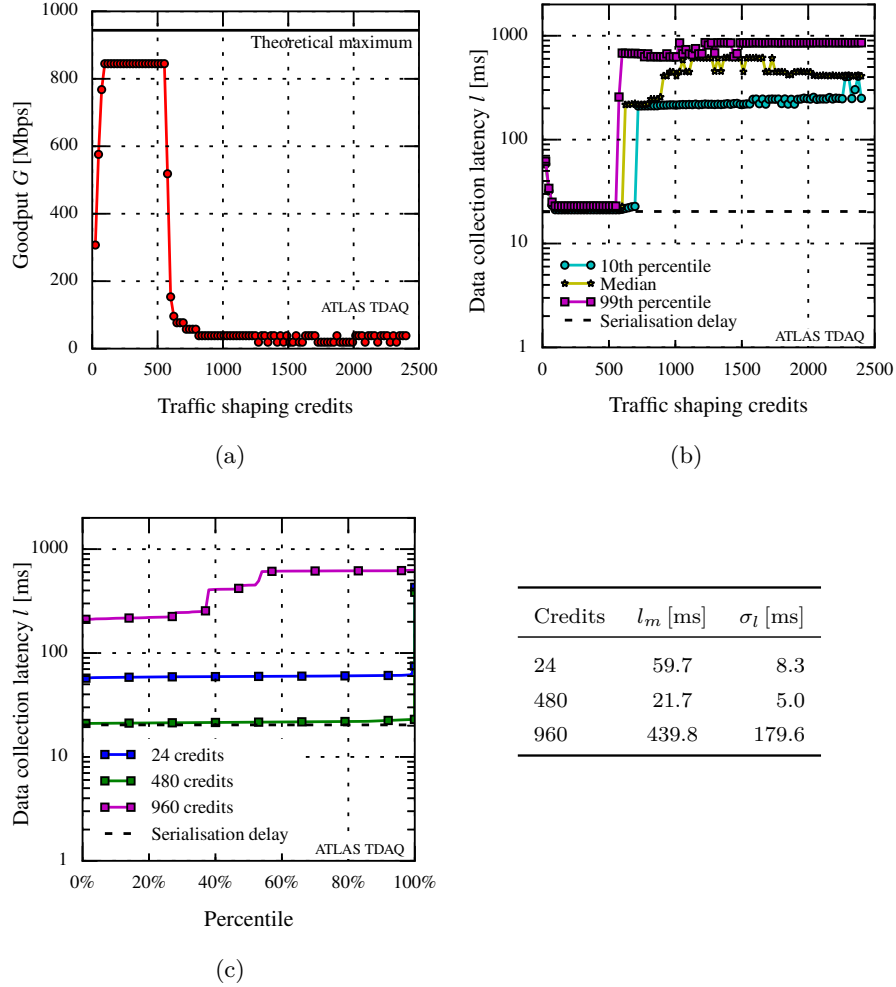 Goodput G [Mbps]
1000
800
600
400
200
0
Theoretical maximum
ATLAS TDAQ
0 500 1000 1500 2000 2500
Traffic shaping credits
(a)
Data collection latency l [ms]
1000
100
10
1
10th percentile
Median
99th percentile
Serialisation delay
ATLAS TDAQ
0 500 1000 1500 2000 2500
Traffic shaping credits
(b)
Data collection latency l [ms]
1000
100
10
1
24 credits
480 credits
960 credits
Serialisation delay
ATLAS TDAQ
0% 20% 40% 60% 80% 100%
Percentile
(c)
Credits l_m [ms] σ_l [ms]
24 59.7 8.3
480 21.7 5.0
960 439.8 179.6